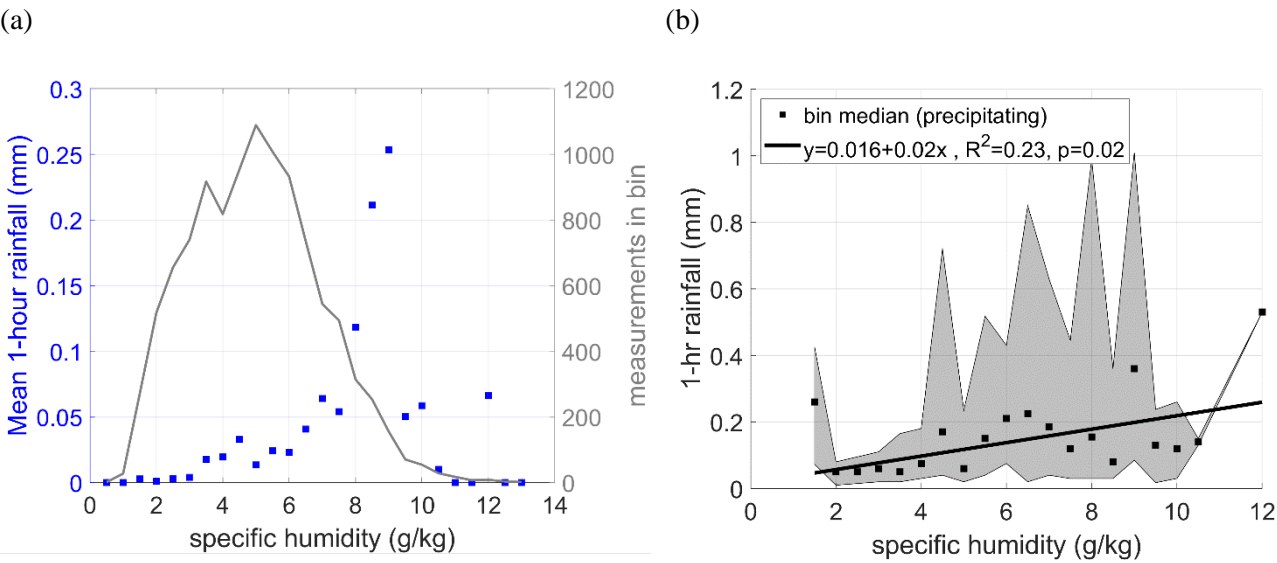 (a)
(b)
Mean 1-hour rainfall (mm)
0.3
0.25
0.2
0.15
0.1
0.05
0
1200
1000
800
600
400
200
0
measurements in bin
0 2 4 6 8 10 12 14
specific humidity (g/kg)
1-hr rainfall (mm)
1.2
1
0.8
0.6
0.4
0.2
0
bin median (precipitating)
y=0.016+0.02x , R²=0.23, p=0.02
2 4 6 8 10 12
specific humidity (g/kg)